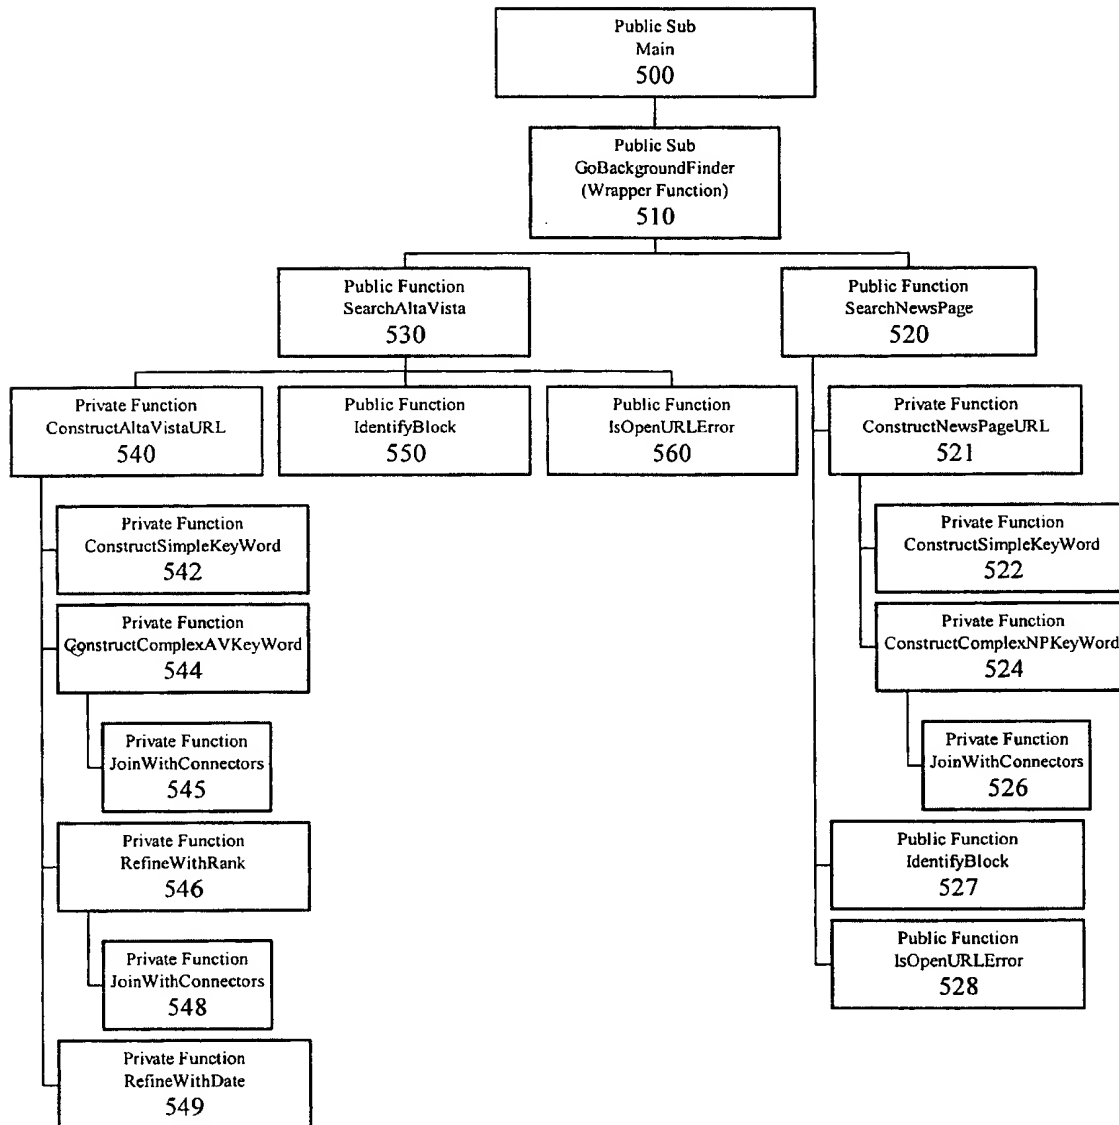 Public Sub
Main
500
Public Sub
GoBackgroundFinder
(Wrapper Function)
510
Public Function
SearchAltaVista
530
Public Function
SearchNewsPage
520
Private Function
ConstructAltaVistaURL
540
Public Function
IdentifyBlock
550
Public Function
IsOpenURLError
560
Private Function
ConstructNewsPageURL
521
Private Function
ConstructSimpleKeyWord
542
Private Function
ConstructSimpleKeyWord
522
Private Function
ConstructComplexAVKeyWord
544
Private Function
ConstructComplexNPKeyWord
524
Private Function
JoinWithConnectors
545
Private Function
JoinWithConnectors
526
Private Function
RefineWithRank
546
Public Function
IdentifyBlock
527
Private Function
JoinWithConnectors
548
Public Function
IsOpenURLError
528
Private Function
RefineWithDate
549